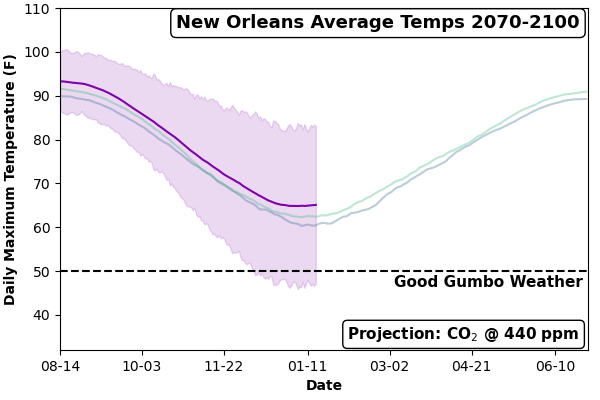 New Orleans Average Temps 2070-2100
Daily Maximum Temperature (F)
110
100
90
80
70
60
50
40
Good Gumbo Weather
Projection: CO₂ @ 440 ppm
08-14 10-03 11-22 01-11 03-02 04-21 06-10
Date